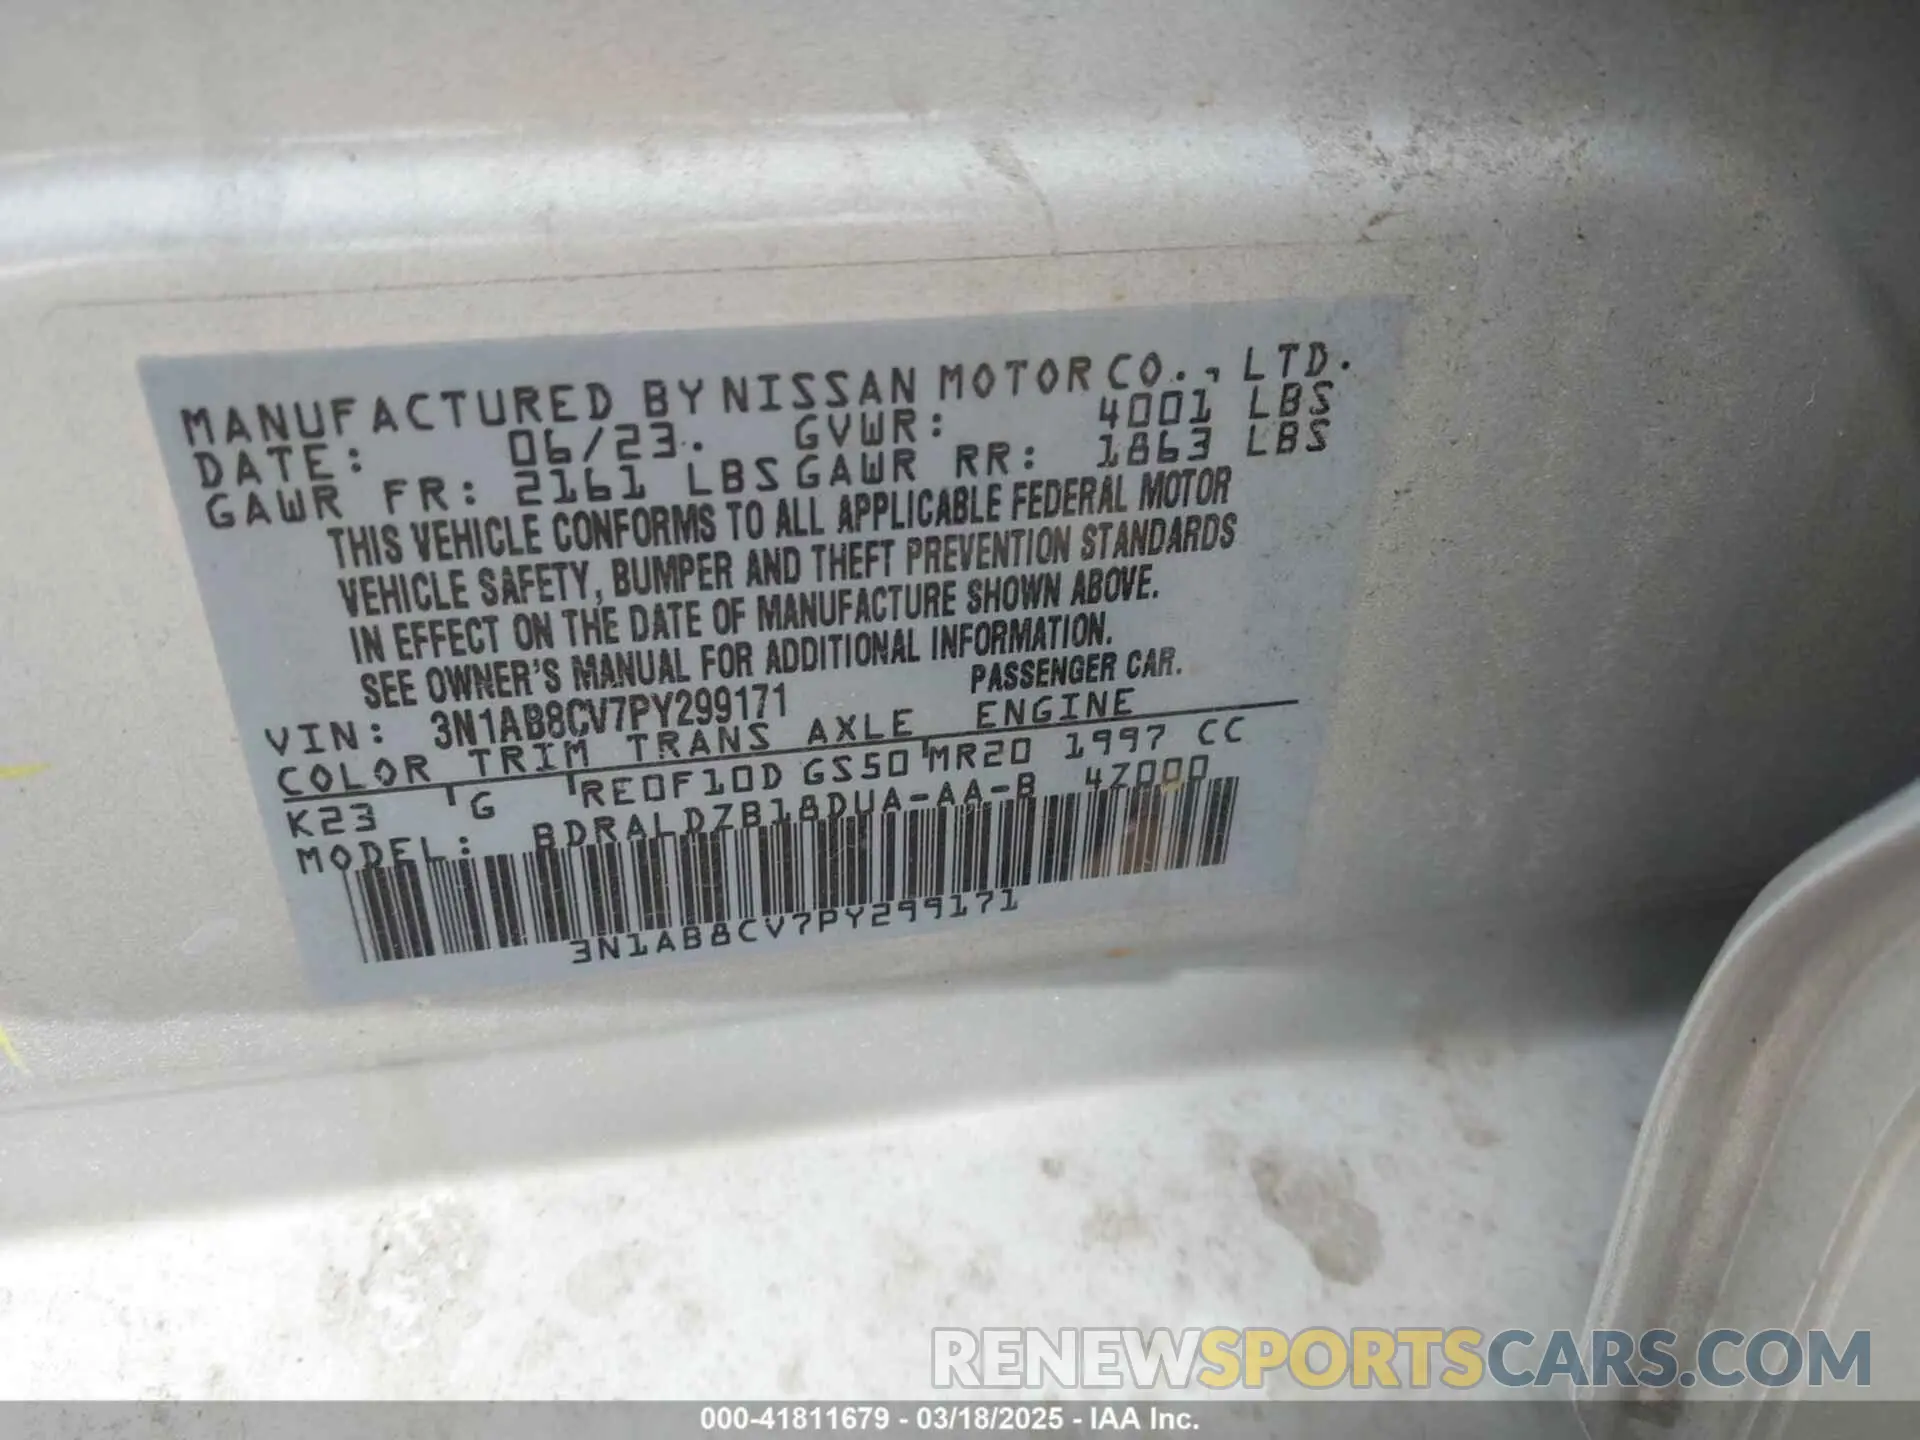 MANUFACTURED BY NISSAN MOTOR CO., LTD.
DATE: 06/23. GVWR: 4001 LBS
GAWR FR: 2161 LBS GAWR RR: 1863 LBS
THIS VEHICLE CONFORMS TO ALL APPLICABLE FEDERAL MOTOR
VEHICLE SAFETY, BUMPER AND THEFT PREVENTION STANDARDS
IN EFFECT ON THE DATE OF MANUFACTURE SHOWN ABOVE.
SEE OWNER'S MANUAL FOR ADDITIONAL INFORMATION.
VIN: 3N1AB8CV7PY299171 PASSENGER CAR.
COLOR TRIM TRANS AXLE ENGINE
K23 G RE0F10D GS50 MR20 1997 CC
MODEL: BDRALDZB18DUA-AA-B 4Z000
3N1AB8CV7PY299171
RENEWSPORTSCARS.COM
000-41811679 - 03/18/2025 - IAA Inc.